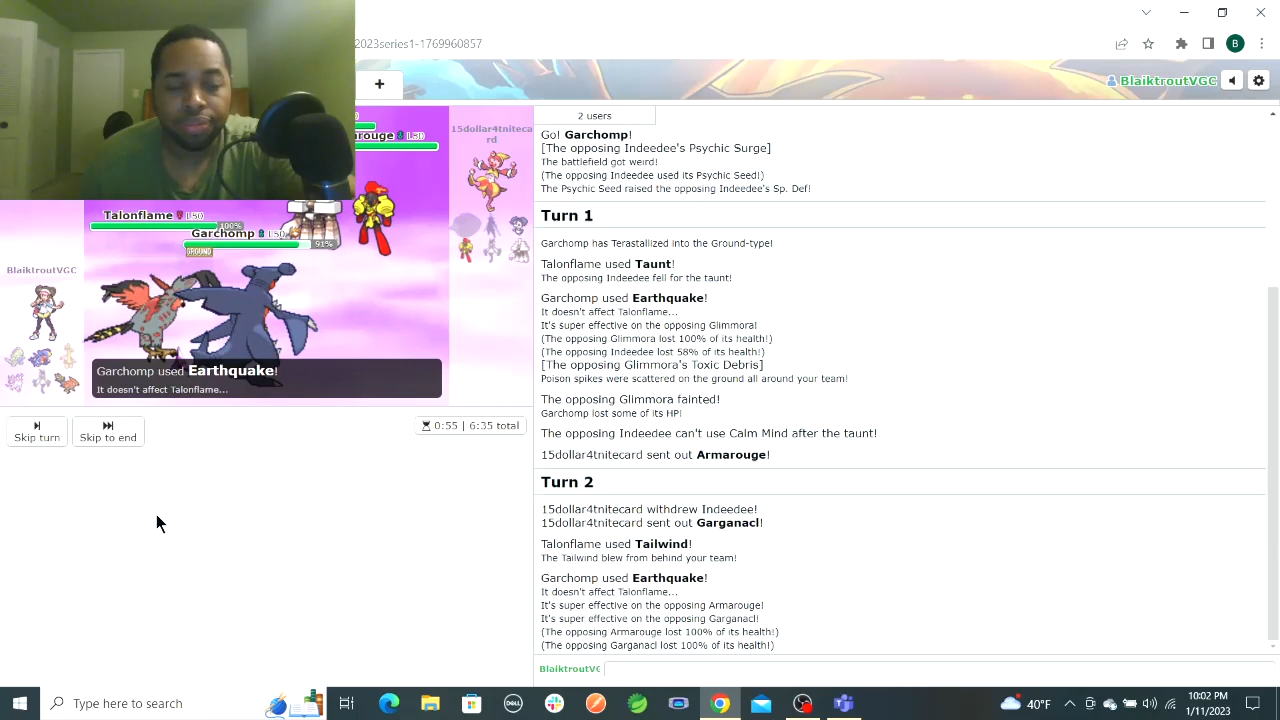 2023series1-1769960857
B
+
BlaiktroutVGC
2 users
15dollar4tniteca
rd
arouge L50
Talonflame L50
100%
Garchomp L50
91%
GROUND
BlaiktroutVGC
Garchomp used Earthquake!
It doesn't affect Talonflame...
Skip turn
Skip to end
0:55 | 6:35 total
Go! Garchomp!
[The opposing Indeedee's Psychic Surge]
The battlefield got weird!
(The opposing Indeedee used its Psychic Seed!)
The Psychic Seed raised the opposing Indeedee's Sp. Def!
Turn 1
Garchomp has Terastallized into the Ground-type!
Talonflame used Taunt!
The opposing Indeedee fell for the taunt!
Garchomp used Earthquake!
It doesn't affect Talonflame...
It's super effective on the opposing Glimmora!
(The opposing Glimmora lost 100% of its health!)
(The opposing Indeedee lost 58% of its health!)
[The opposing Glimmora's Toxic Debris]
Poison spikes were scattered on the ground all around your team!
The opposing Glimmora fainted!
Garchomp lost some of its HP!
The opposing Indeedee can't use Calm Mind after the taunt!
15dollar4tnitecard sent out Armarouge!
Turn 2
15dollar4tnitecard withdrew Indeedee!
15dollar4tnitecard sent out Garganacl!
Talonflame used Tailwind!
The Tailwind blew from behind your team!
Garchomp used Earthquake!
It doesn't affect Talonflame...
It's super effective on the opposing Armarouge!
It's super effective on the opposing Garganacl!
(The opposing Armarouge lost 100% of its health!)
(The opposing Garganacl lost 100% of its health!)
BlaiktroutVG
Type here to search
DELL
40°F
10:02 PM
1/11/2023